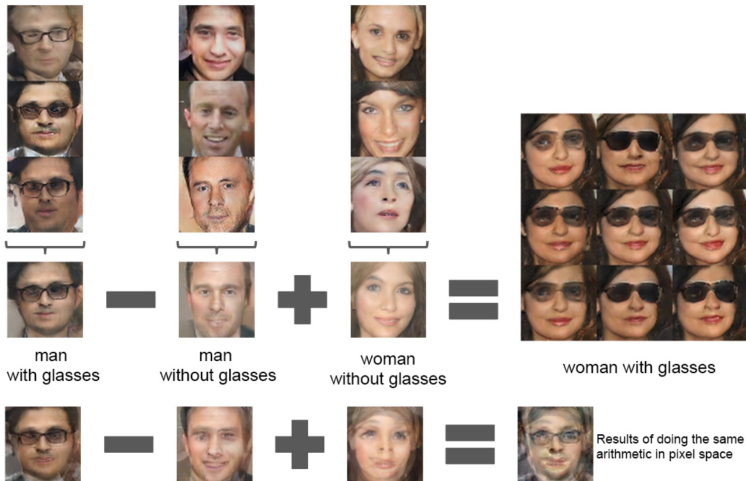 man
with glasses
man
without glasses
woman
without glasses
woman with glasses
Results of doing the same
arithmetic in pixel space